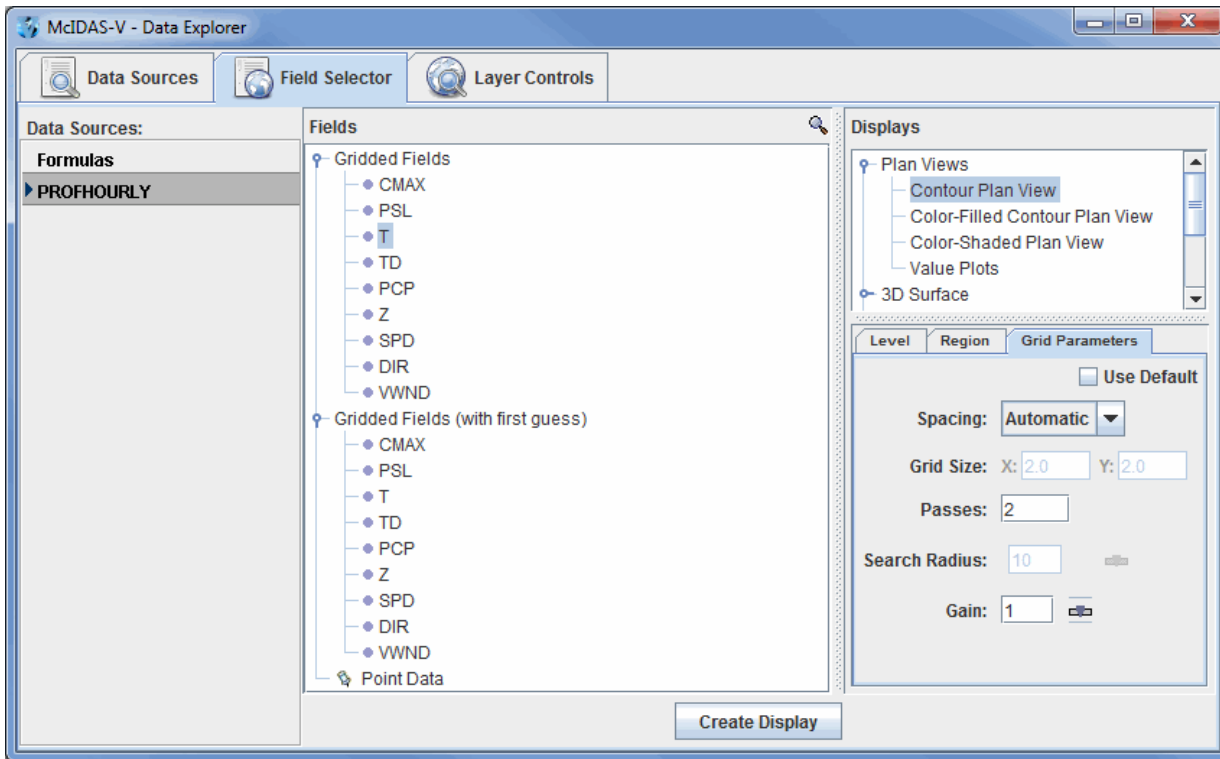 McIDAS-V - Data Explorer
Data Sources
Field Selector
Layer Controls
Data Sources:
Formulas
PROFHOURLY
Fields
Gridded Fields
CMAX
PSL
T
TD
PCP
Z
SPD
DIR
VWND
Gridded Fields (with first guess)
CMAX
PSL
T
TD
PCP
Z
SPD
DIR
VWND
Point Data
Displays
Plan Views
Contour Plan View
Color-Filled Contour Plan View
Color-Shaded Plan View
Value Plots
3D Surface
Level
Region
Grid Parameters
Use Default
Spacing: Automatic
Grid Size: X: 2.0 Y: 2.0
Passes: 2
Search Radius: 10
Gain: 1
Create Display